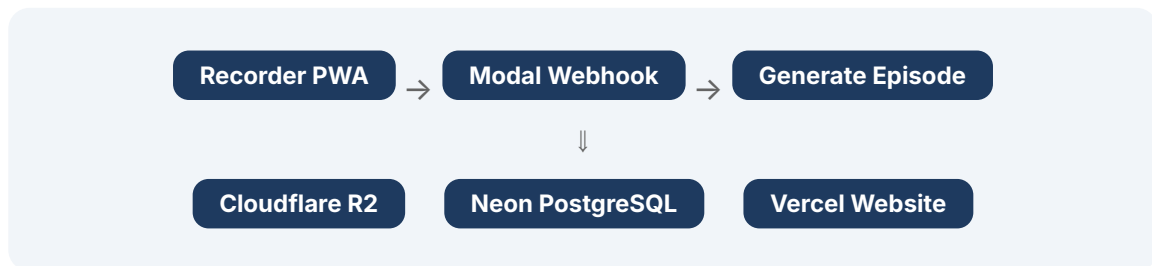 Recorder PWA → Modal Webhook → Generate Episode
⇓
Cloudflare R2 Neon PostgreSQL Vercel Website